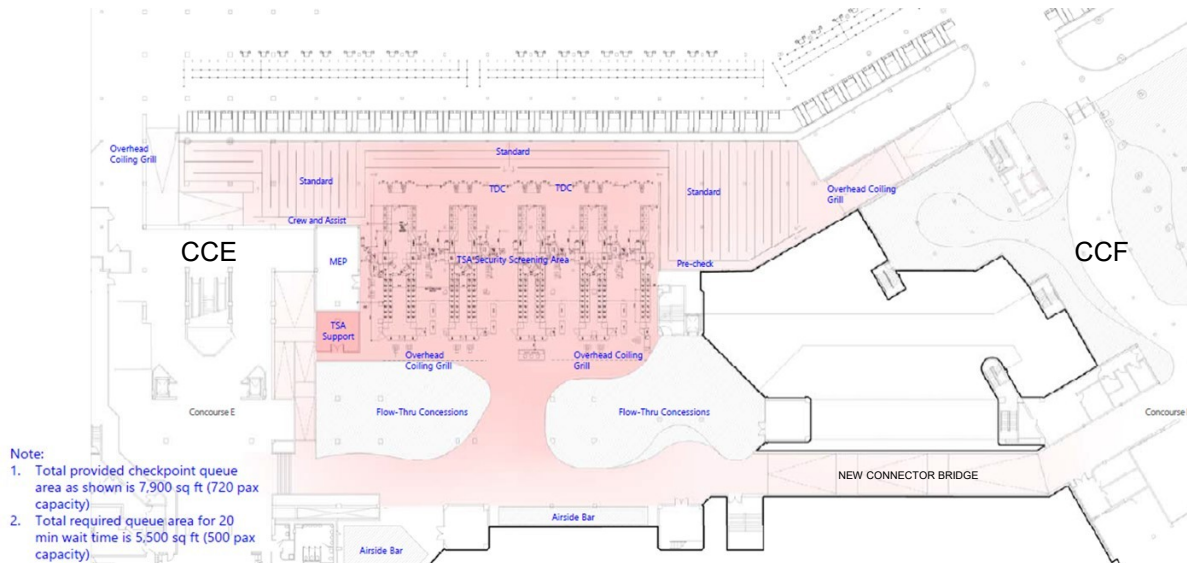 Overhead
Coiling Grill
Standard
Standard
TDC
TDC
Standard
Overhead Coiling
Grill
Crew and Assist
CCE
MEP
TSA Security Screening Area
Pre-check
CCF
TSA
Support
Overhead
Coiling Grill
Overhead Coiling
Grill
Concourse E
Flow-Thru Concessions
Flow-Thru Concessions
Concourse
Note:
1. Total provided checkpoint queue
area as shown is 7,900 sq ft (720 pax
capacity)
2. Total required queue area for 20
min wait time is 5,500 sq ft (500 pax
capacity)
NEW CONNECTOR BRIDGE
Airside Bar
Airside Bar